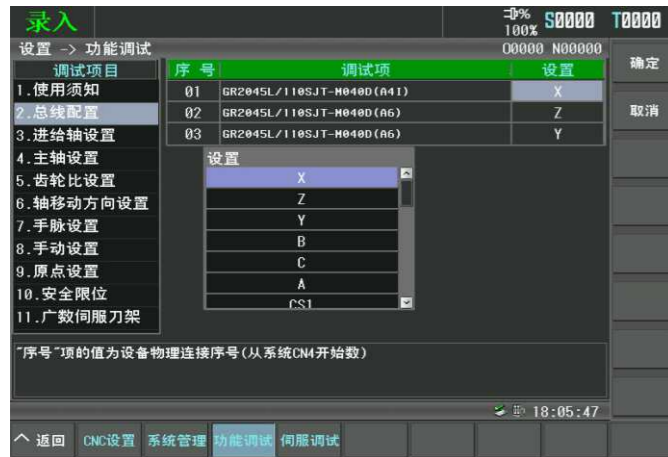 录入 100% S0000 T0000
设置 -> 功能调试 O0000 N00000
调试项目 序 号 调试项 设置 确定
1.使用须知 01 GR2045L/110SJT-M040D(A4I) X
2.总线配置 02 GR2045L/110SJT-M040D(A6) Z 取消
3.进给轴设置 03 GR2045L/110SJT-M040D(A6) Y
4.主轴设置 设置
5.齿轮比设置 X
6.轴移动方向设置 Z
7.手脉设置 Y
8.手动设置 B
9.原点设置 C
10.安全限位 A
11.广数伺服刀架 CS1
"序号"项的值为设备物理连接序号(从系统CN4开始数)
18:05:47
返回 CNC设置 系统管理 功能调试 伺服调试